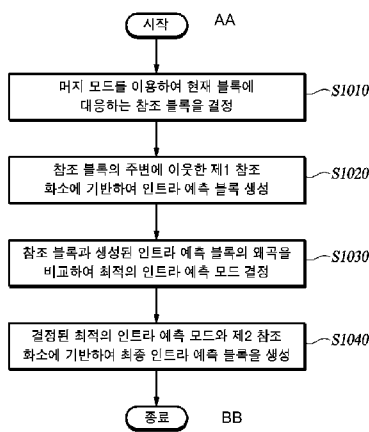 시작
AA
머지 모드를 이용하여 현재 블록에
대응하는 참조 블록을 결정
S1010
참조 블록의 주변에 이웃한 제1 참조
화소에 기반하여 인트라 예측 블록 생성
S1020
참조 블록과 생성된 인트라 예측 블록의 왜곡을
비교하여 최적의 인트라 예측 모드 결정
S1030
결정된 최적의 인트라 예측 모드와 제2 참조
화소에 기반하여 최종 인트라 예측 블록을 생성
S1040
종료
BB